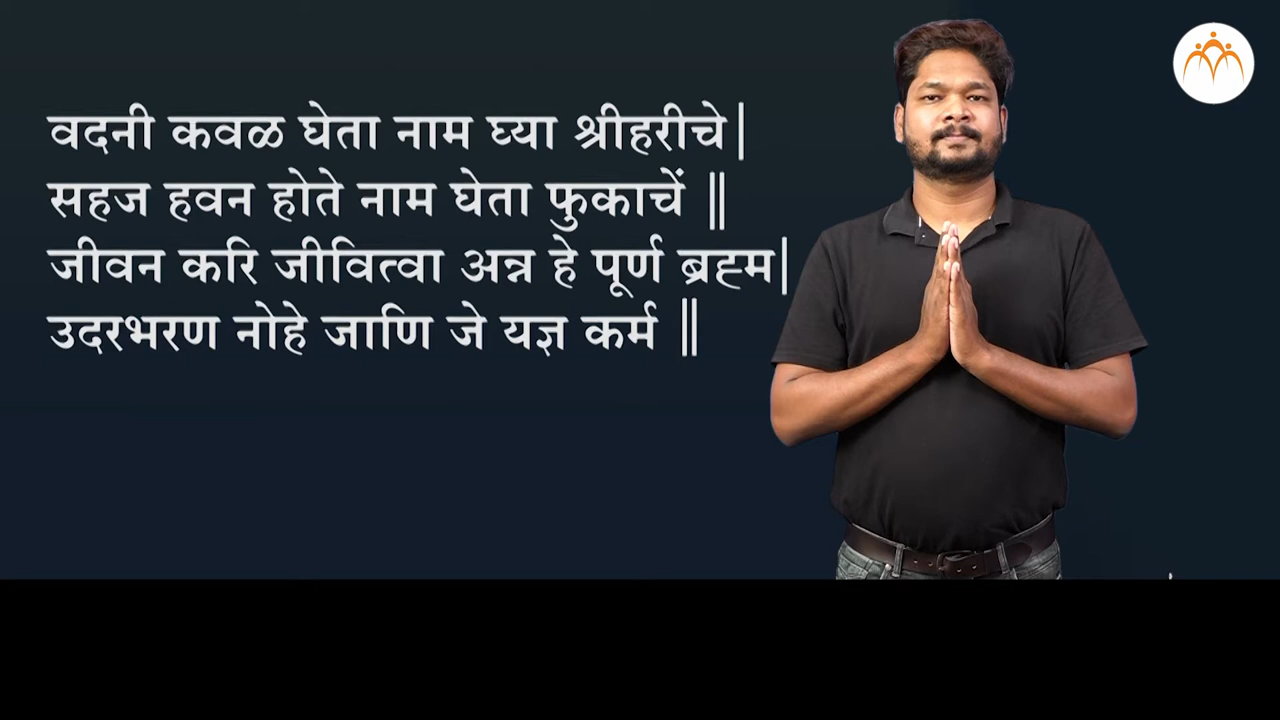 वदनी कवळ घेता नाम घ्या श्रीहरीचे|
सहज हवन होते नाम घेता फुकाचें ||
जीवन करि जीवित्वा अन्न हे पूर्ण ब्रह्म|
उदरभरण नोहे जाणि जे यज्ञ कर्म ||